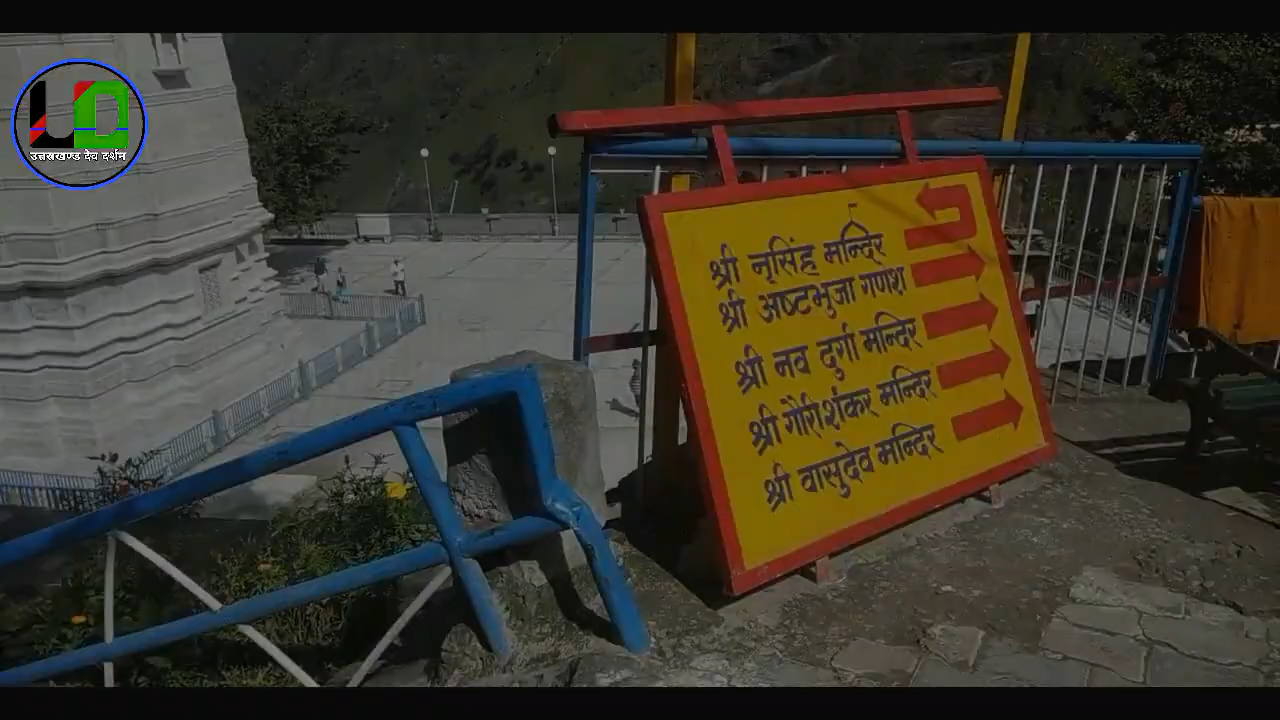 उत्तराखण्ड देव दर्शन
श्री नृसिंह मन्दिर
श्री अष्टभुजा गणेश
श्री नव दुर्गा मन्दिर
श्री गौरीशंकर मन्दिर
श्री वासुदेव मन्दिर